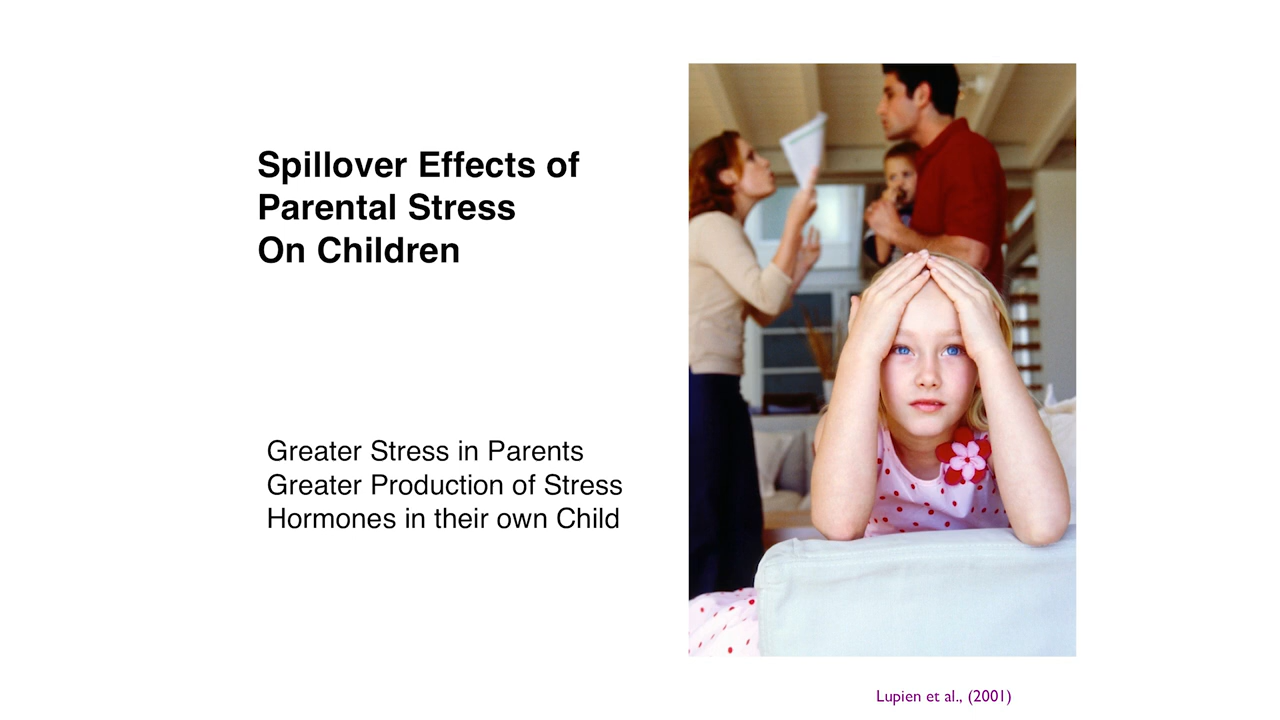 Spillover Effects of
Parental Stress
On Children
Greater Stress in Parents
Greater Production of Stress
Hormones in their own Child
Lupien et al., (2001)